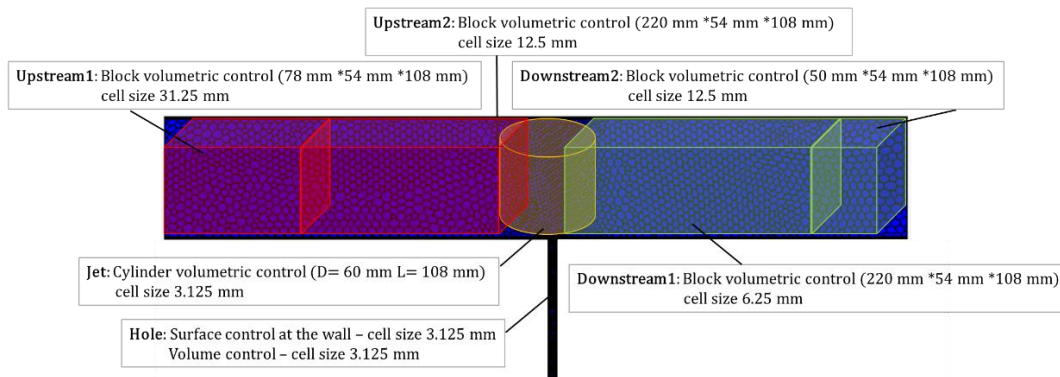 Upstream2: Block volumetric control (220 mm *54 mm *108 mm)
cell size 12.5 mm
Upstream1: Block volumetric control (78 mm *54 mm *108 mm)
cell size 31.25 mm
Downstream2: Block volumetric control (50 mm *54 mm *108 mm)
cell size 12.5 mm
Jet: Cylinder volumetric control (D= 60 mm L= 108 mm)
cell size 3.125 mm
Downstream1: Block volumetric control (220 mm *54 mm *108 mm)
cell size 6.25 mm
Hole: Surface control at the wall – cell size 3.125 mm
Volume control – cell size 3.125 mm